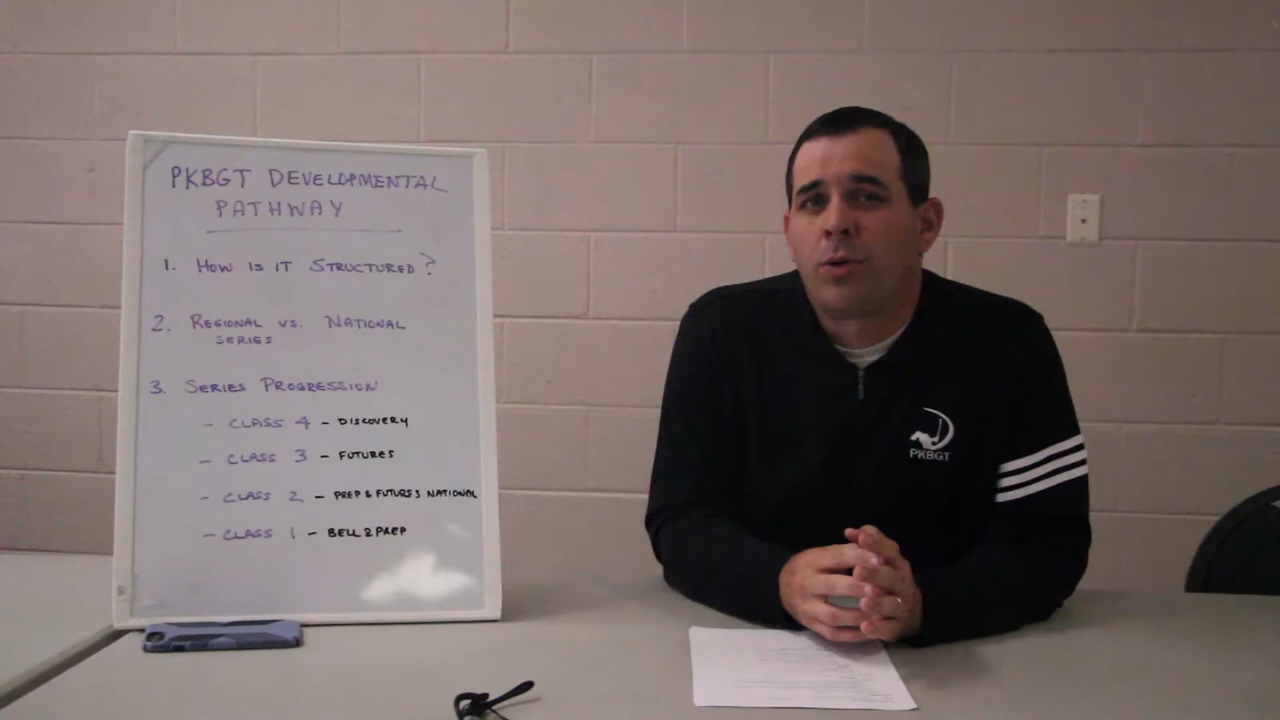 PKBGT DEVELOPMENTAL
PATHWAY
1. HOW IS IT STRUCTURED?
2. REGIONAL VS. NATIONAL
SERIES
3. SERIES PROGRESSION
- CLASS 4 - DISCOVERY
- CLASS 3 - FUTURES
- CLASS 2 - PREP & FUTURES NATIONAL
- CLASS 1 - BELL & PREP
PKBGT